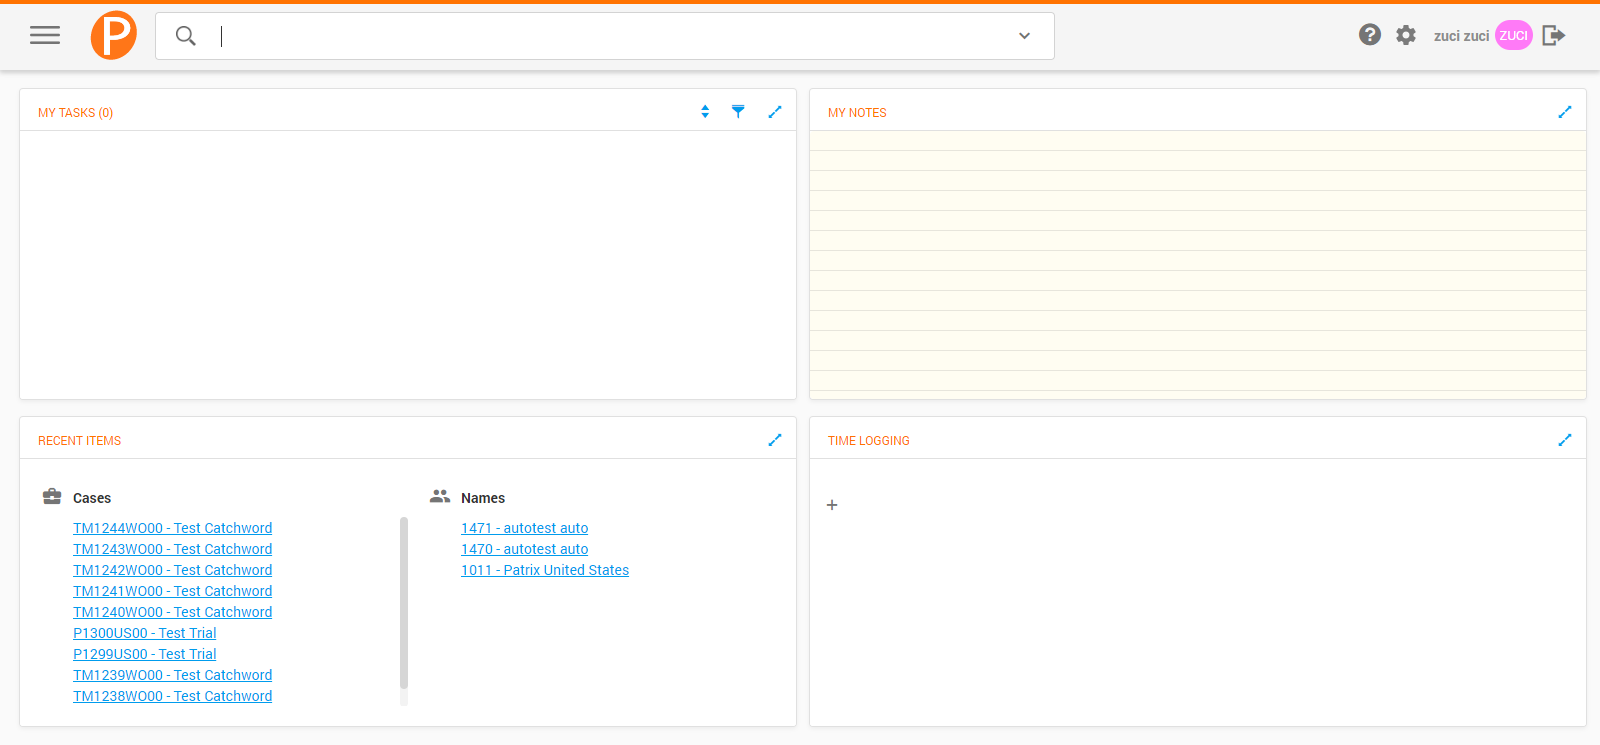 P
zuci zuci ZUCI
MY TASKS (0)
MY NOTES
RECENT ITEMS
Cases
TM1244WO00 - Test Catchword
TM1243WO00 - Test Catchword
TM1242WO00 - Test Catchword
TM1241WO00 - Test Catchword
TM1240WO00 - Test Catchword
P1300US00 - Test Trial
P1299US00 - Test Trial
TM1239WO00 - Test Catchword
TM1238WO00 - Test Catchword
Names
1471 - autotest auto
1470 - autotest auto
1011 - Patrix United States
TIME LOGGING
+